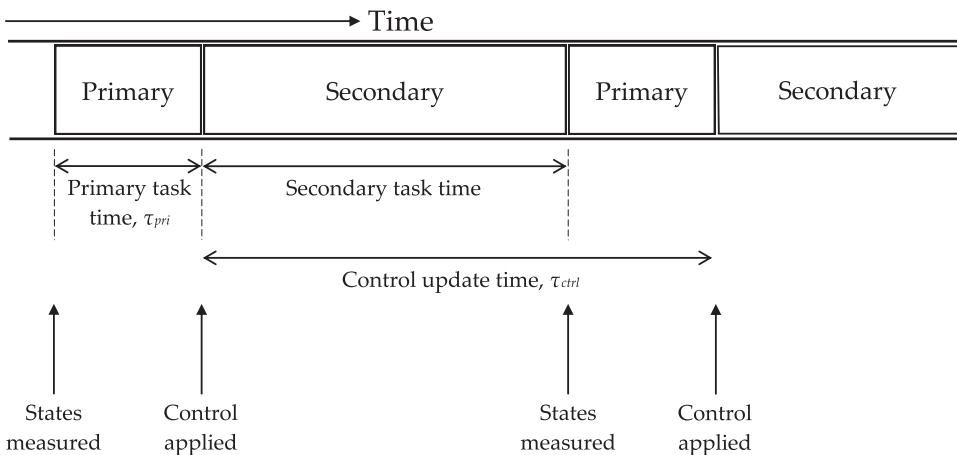 Time
Primary
Secondary
Primary
Secondary
Primary task
time, τpri
Secondary task time
Control update time, τctrl
States
measured
Control
applied
States
measured
Control
applied